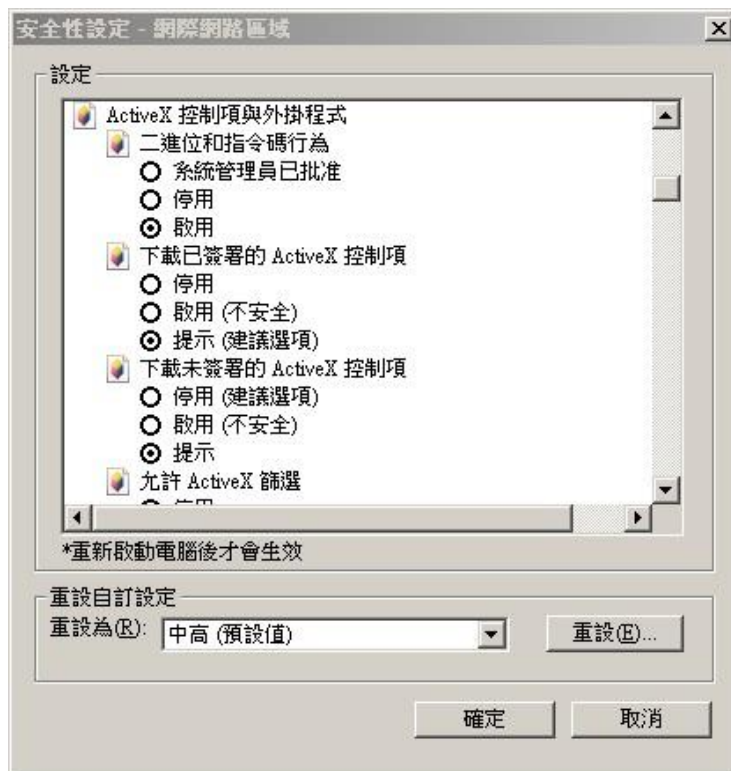 安全性設定 - 網際網路區域
設定
ActiveX 控制項與外掛程式
二進位和指令碼行為
系統管理員已批准
停用
啟用
下載已簽署的 ActiveX 控制項
停用
啟用 (不安全)
提示 (建議選項)
下載未簽署的 ActiveX 控制項
停用 (建議選項)
啟用 (不安全)
提示
允許 ActiveX 篩選
*重新啟動電腦後才會生效
重設自訂設定
重設為(R): 中高 (預設值) 重設(E)...
確定 取消